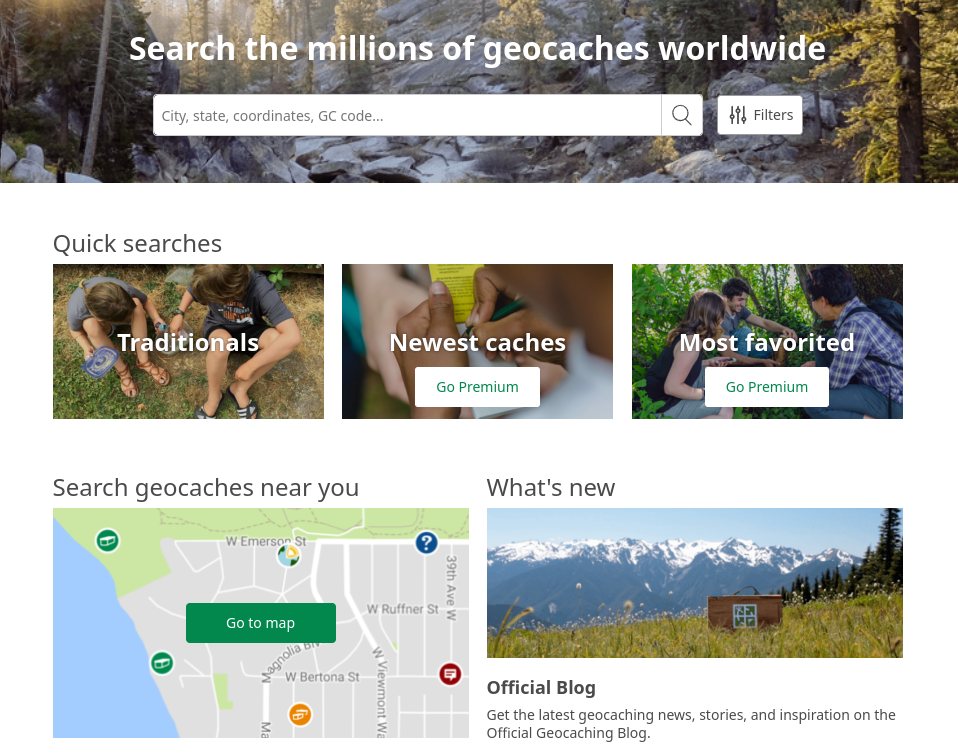 Search the millions of geocaches worldwide
City, state, coordinates, GC code...
Filters
Quick searches
Traditionals
Newest caches
Most favorited
Go Premium
Go Premium
Search geocaches near you
What's new
W Emerson St
39th Ave W
W Ruffner St
Go to map
Magnolia Blv
W Bertona St
W Viewmont Wa
Ma
Official Blog
Get the latest geocaching news, stories, and inspiration on the
Official Geocaching Blog.